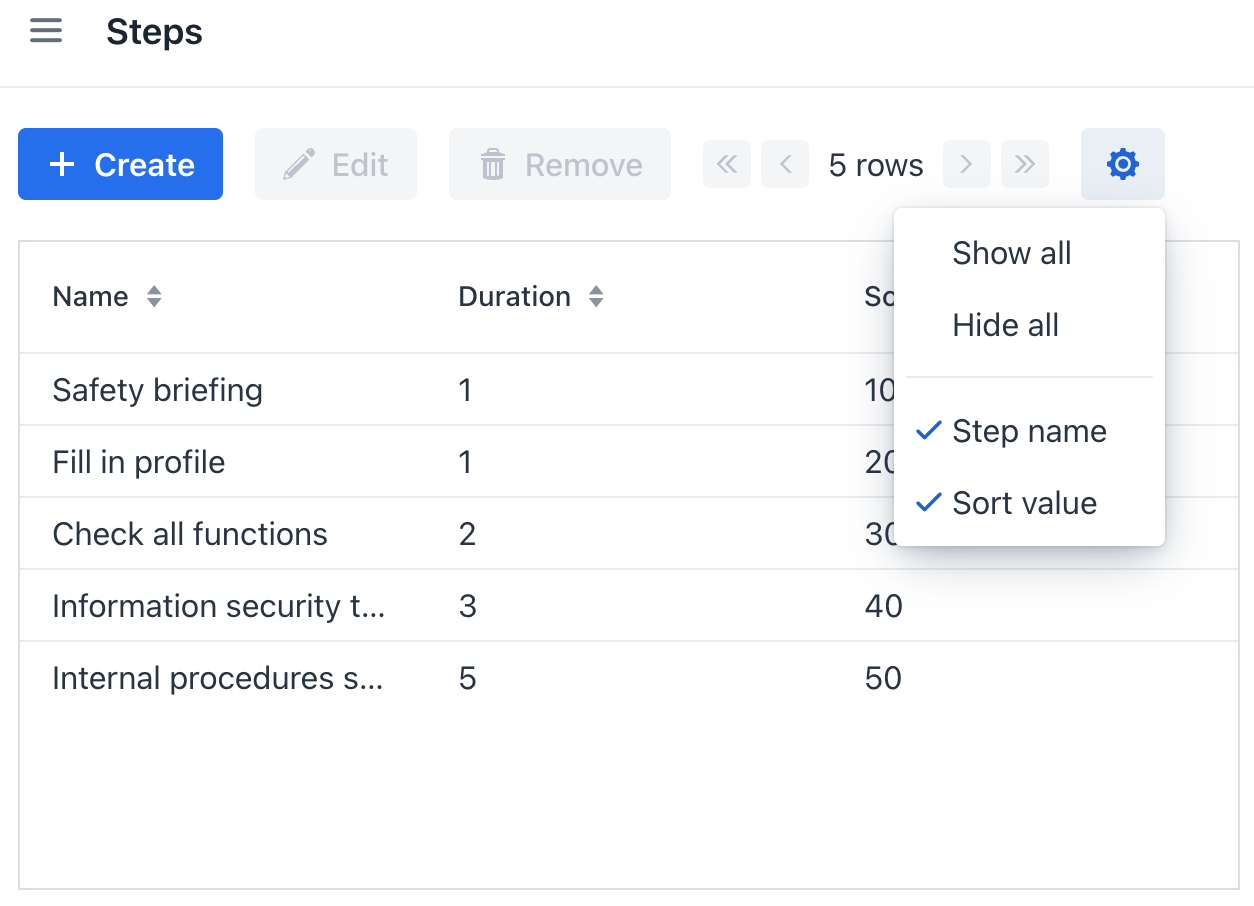 Steps
Create Edit Remove 5 rows
Show all
Hide all
Step name
Sort value
Name Duration So
Safety briefing 1 10
Fill in profile 1 20
Check all functions 2 30
Information security t... 3 40
Internal procedures s... 5 50